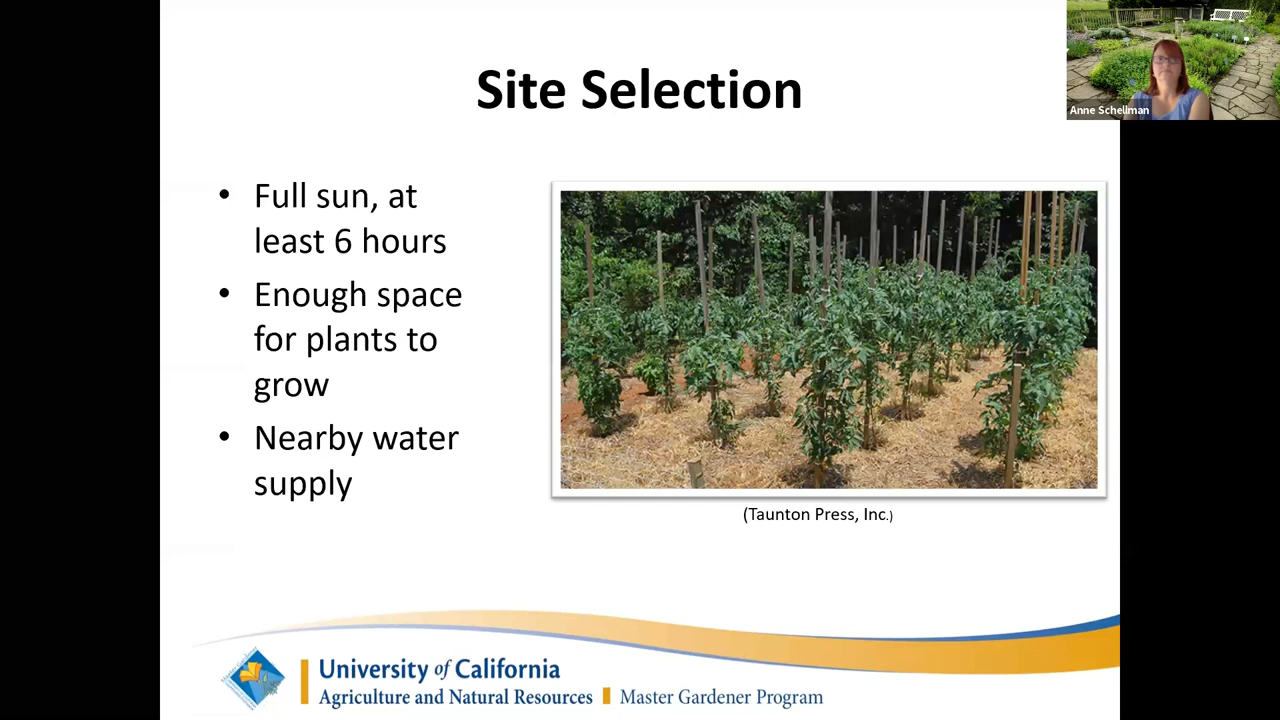 Site Selection
Anne Schellman
• Full sun, at
least 6 hours
• Enough space
for plants to
grow
• Nearby water
supply
(Taunton Press, Inc.)
University of California
Agriculture and Natural Resources Master Gardener Program